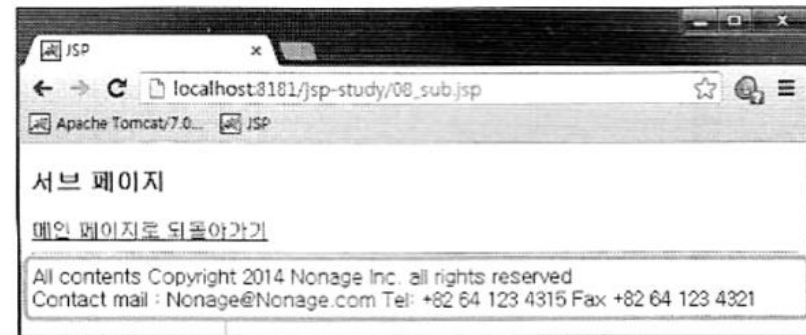 JSP
localhost:8181/jsp-study/08_sub.jsp
Apache Tomcat/7.0... JSP
서브 페이지
메인 페이지로 되돌아가기
All contents Copyright 2014 Nonage Inc. all rights reserved
Contact mail : Nonage@Nonage.com Tel: +82 64 123 4315 Fax +82 64 123 4321